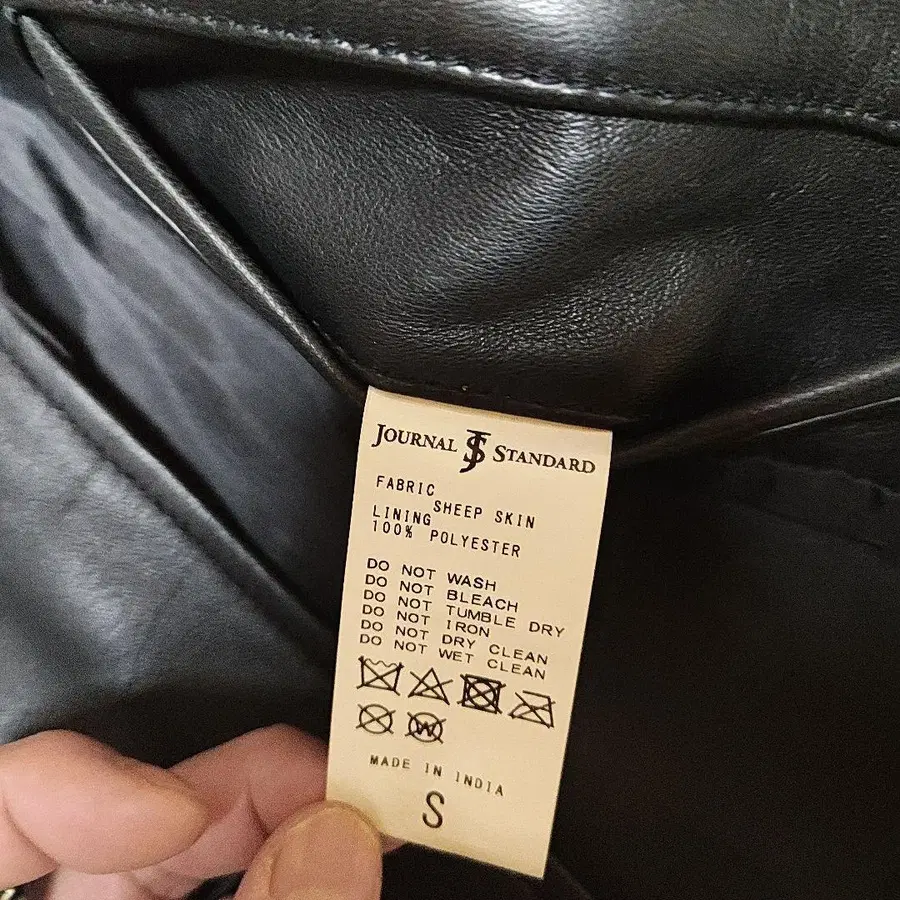 JOURNAL JS STANDARD
FABRIC
SHEEP SKIN
LINING
100% POLYESTER
DO NOT WASH
DO NOT BLEACH
DO NOT TUMBLE DRY
DO NOT IRON
DO NOT DRY CLEAN
DO NOT WET CLEAN
W
MADE IN INDIA
S